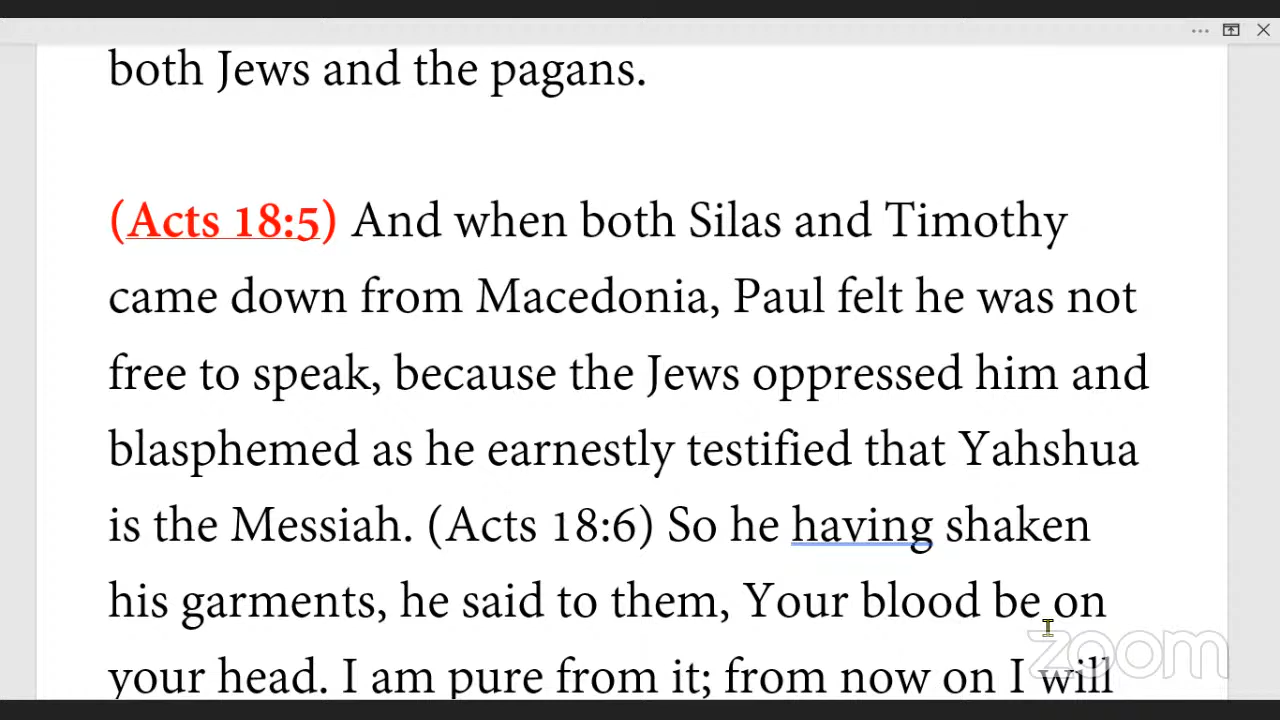 both Jews and the pagans.
(Acts 18:5) And when both Silas and Timothy
came down from Macedonia, Paul felt he was not
free to speak, because the Jews oppressed him and
blasphemed as he earnestly testified that Yahshua
is the Messiah. (Acts 18:6) So he having shaken
his garments, he said to them, Your blood be on
your head. I am pure from it; from now on I will
zoom